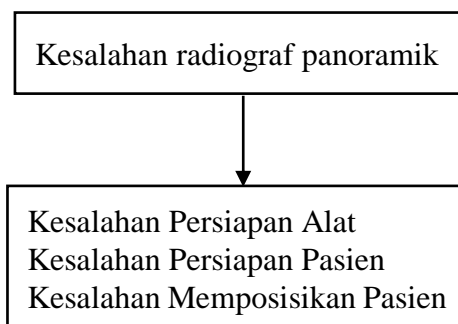 Kesalahan radiograf panoramik
Kesalahan Persiapan Alat
Kesalahan Persiapan Pasien
Kesalahan Memposisikan Pasien